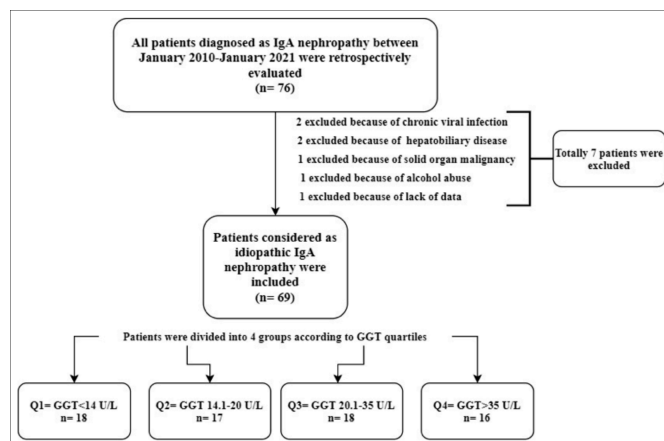 All patients diagnosed as IgA nephropathy between
January 2010-January 2021 were retrospectively
evaluated
(n= 76)
2 excluded because of chronic viral infection
2 excluded because of hepatobiliary disease
1 excluded because of solid organ malignancy
1 excluded because of alcohol abuse
1 excluded because of lack of data
Totally 7 patients were
excluded
Patients considered as
idiopathic IgA
nephropathy were
included
(n= 69)
Patients were divided into 4 groups according to GGT quartiles
Q1= GGT<14 U/L
n= 18
Q2= GGT 14.1-20 U/L
n= 17
Q3= GGT 20.1-35 U/L
n= 18
Q4= GGT>35 U/L
n= 16